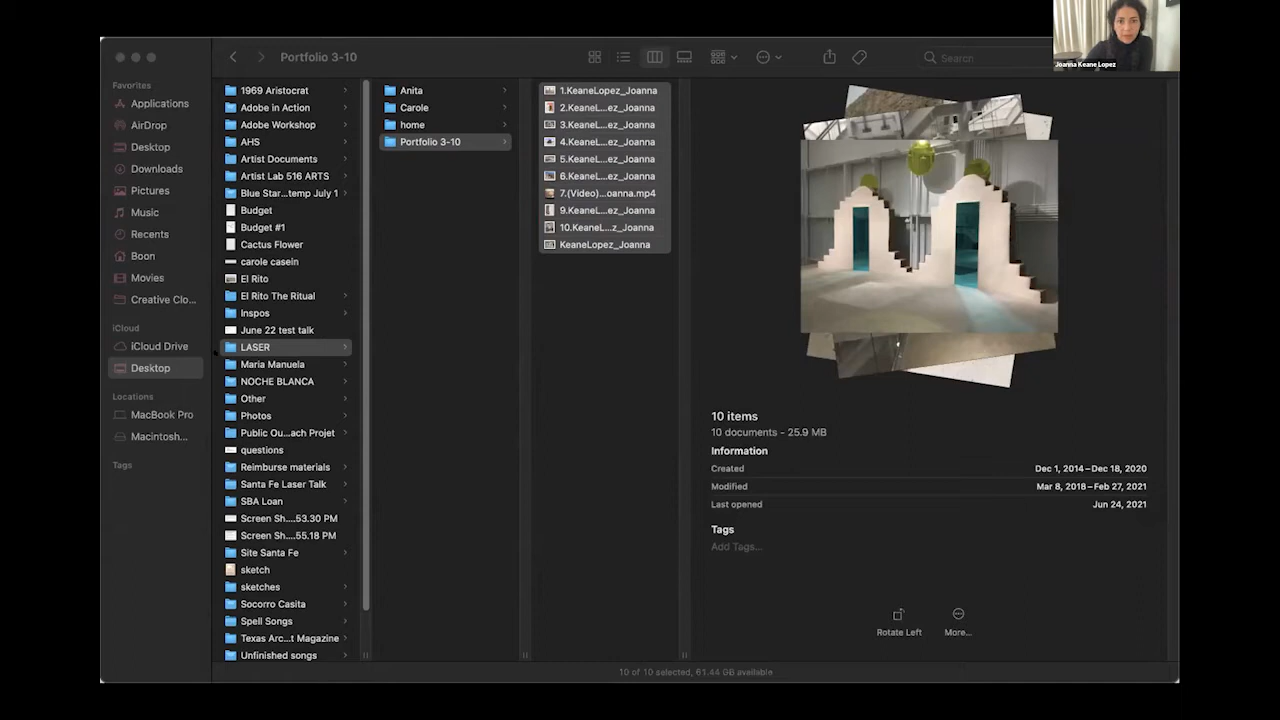 Joanna Keane Lopez
Portfolio 3-10
Search
Favorites
Applications
AirDrop
Desktop
Downloads
Pictures
Music
Recents
Boon
Movies
Creative Clo...
iCloud
iCloud Drive
Desktop
Locations
MacBook Pro
Macintosh...
Tags
1969 Aristocrat
Adobe in Action
Adobe Workshop
AHS
Artist Documents
Artist Lab 516 ARTS
Blue Star...temp July 1
Budget
Budget #1
Cactus Flower
carole casein
El Rito
El Rito The Ritual
Inspos
June 22 test talk
LASER
Maria Manuela
NOCHE BLANCA
Other
Photos
Public Ou...ach Projet
questions
Reimburse materials
Santa Fe Laser Talk
SBA Loan
Screen Sh....53.30 PM
Screen Sh....55.18 PM
Site Santa Fe
sketch
sketches
Socorro Casita
Spell Songs
Texas Arc...t Magazine
Unfinished songs
Anita
Carole
home
Portfolio 3-10
1.KeaneLopez_Joanna
2.KeaneL...ez_Joanna
3.KeaneL...ez_Joanna
4.KeaneL...ez_Joanna
5.KeaneL...ez_Joanna
6.KeaneL...ez_Joanna
7.(Video)...oanna.mp4
9.KeaneL...ez_Joanna
10.KeaneL...z_Joanna
KeaneLopez_Joanna
10 items
10 documents - 25.9 MB
Information
Created Dec 1, 2014 – Dec 18, 2020
Modified Mar 8, 2018 – Feb 27, 2021
Last opened Jun 24, 2021
Tags
Add Tags...
Rotate Left
More...
10 of 10 selected, 61.44 GB available